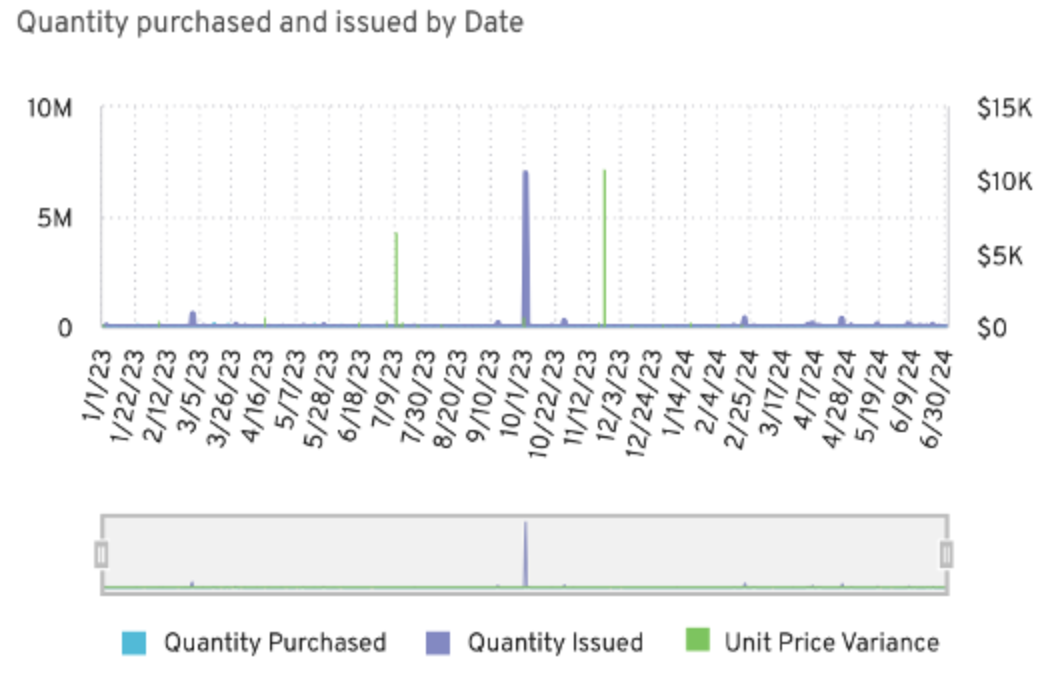 Quantity purchased and issued by Date
10M $15K
$10K
5M
$5K
0 $0
1/1/23 1/22/23 2/12/23 3/5/23 3/26/23 4/16/23 5/7/23 5/28/23 6/18/23 7/9/23 7/30/23 8/20/23 9/10/23 10/1/23 10/22/23 11/12/23 12/3/23 12/24/23 1/14/24 2/4/24 2/25/24 3/17/24 4/7/24 4/28/24 5/19/24 6/9/24 6/30/24
Quantity Purchased Quantity Issued Unit Price Variance